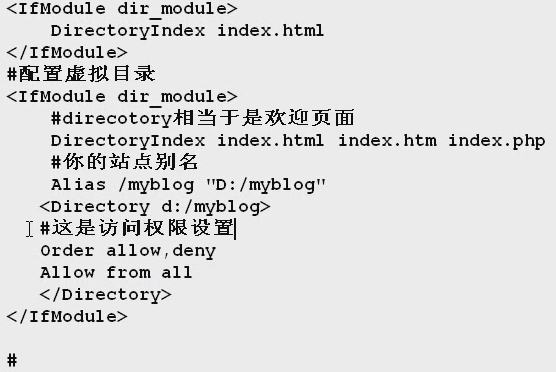 <IfModule dir_module>
    DirectoryIndex index.html
</IfModule>
#配置虚拟目录
<IfModule dir_module>
    #direcotory相当于是欢迎页面
    DirectoryIndex index.html index.htm index.php
    #你的站点别名
    Alias /myblog "D:/myblog"
   <Directory d:/myblog>
   #这是访问权限设置
   Order allow,deny
   Allow from all
   </Directory>
</IfModule>
#